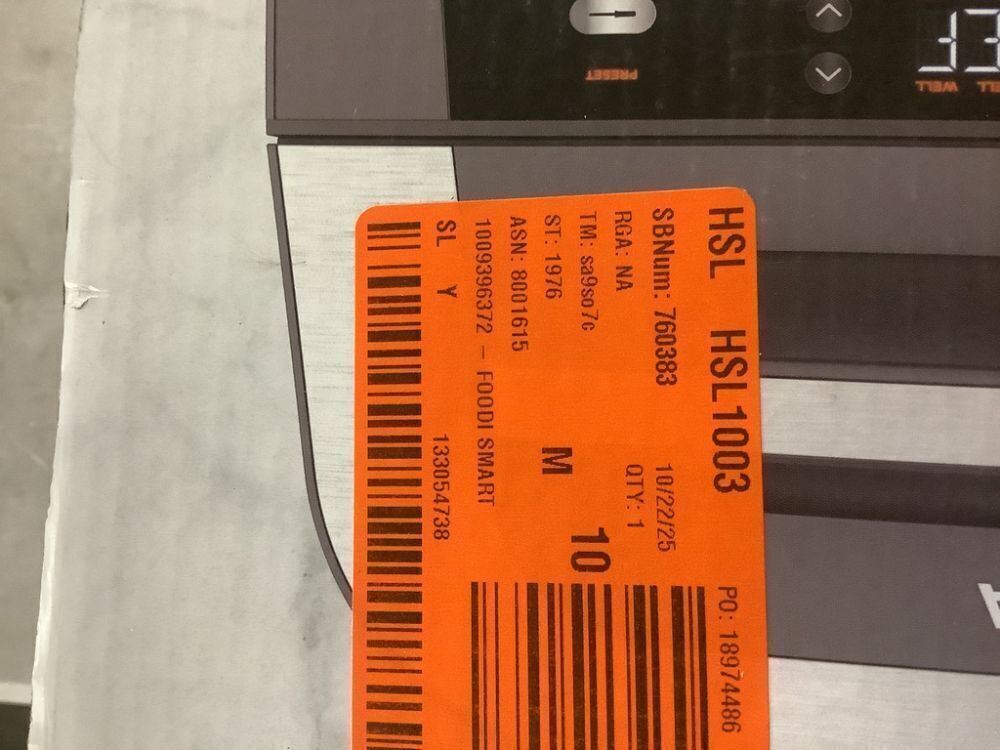 HSL HSL1003 PO: 18974486
SBNum: 760383 10/22/25
RGA: NA QTY: 1
TM: sa9so7c
10
ST: 1976 M
ASN: 8001615
1009396372 - FOODI SMART
SL Y 133054738
PRESET
WELL